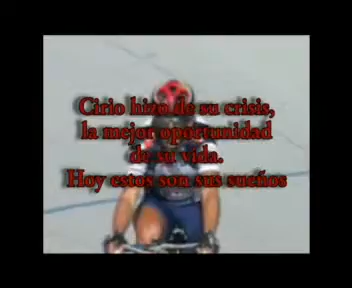 Cirio hizo de su crisis,
la mejor oportunidad
de su vida.
Hoy estos son sus sueños